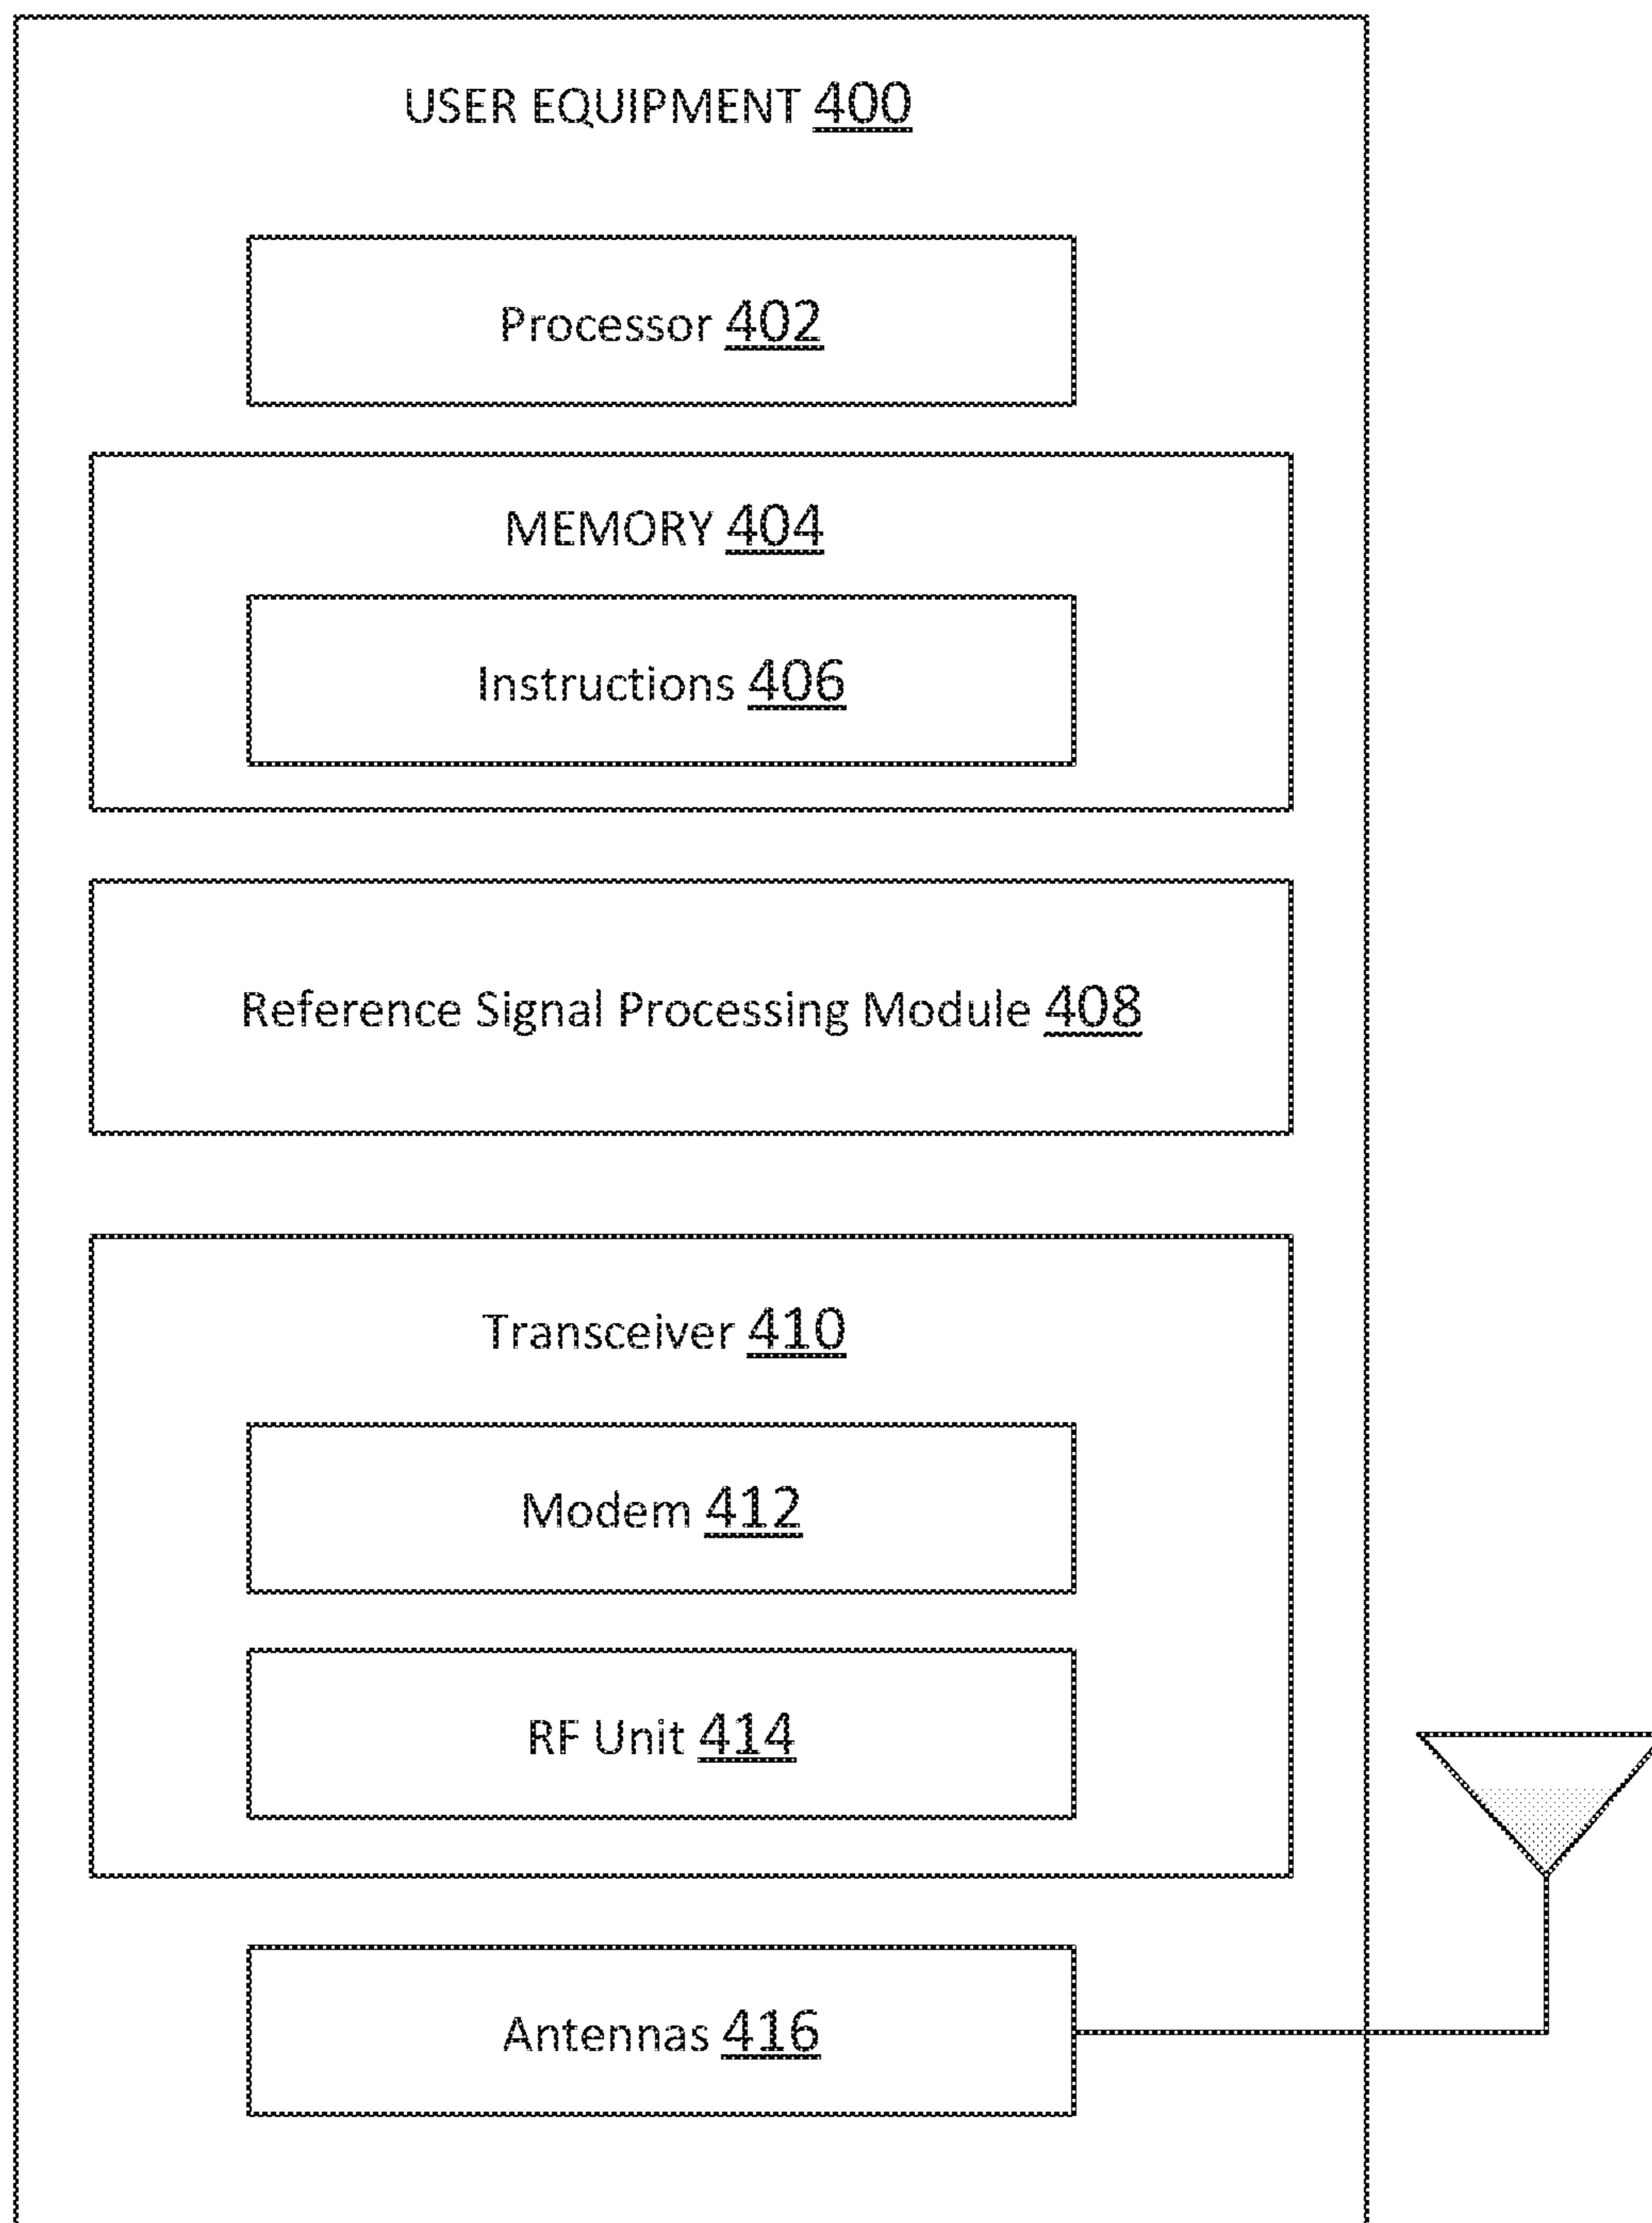 USER EQUIPMENT 400
Processor 402
MEMORY 404
Instructions 406
Reference Signal Processing Module 408
Transceiver 410
Modem 412
RF Unit 414
Antennas 416